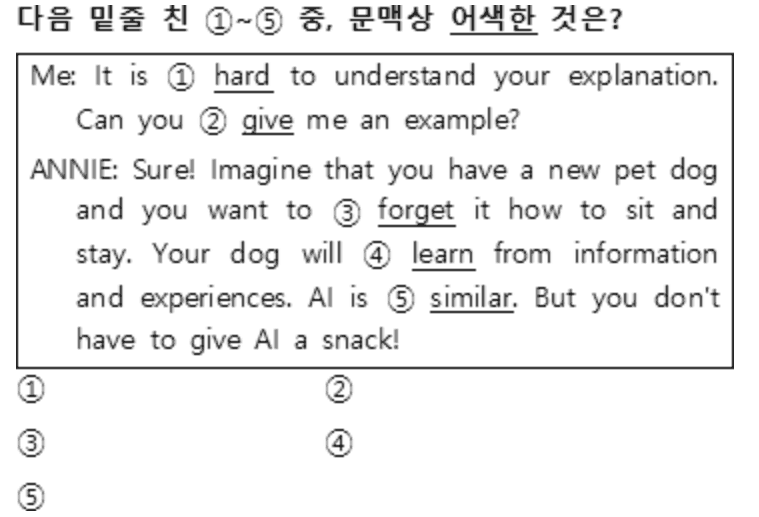 다음 밑줄 친 ①~⑤ 중, 문맥상 어색한 것은?
Me: It is ① hard to understand your explanation.
Can you ② give me an example?
ANNIE: Sure! Imagine that you have a new pet dog
and you want to ③ forget it how to sit and
stay. Your dog will ④ learn from information
and experiences. AI is ⑤ similar. But you don't
have to give AI a snack!
① ②
③ ④
⑤